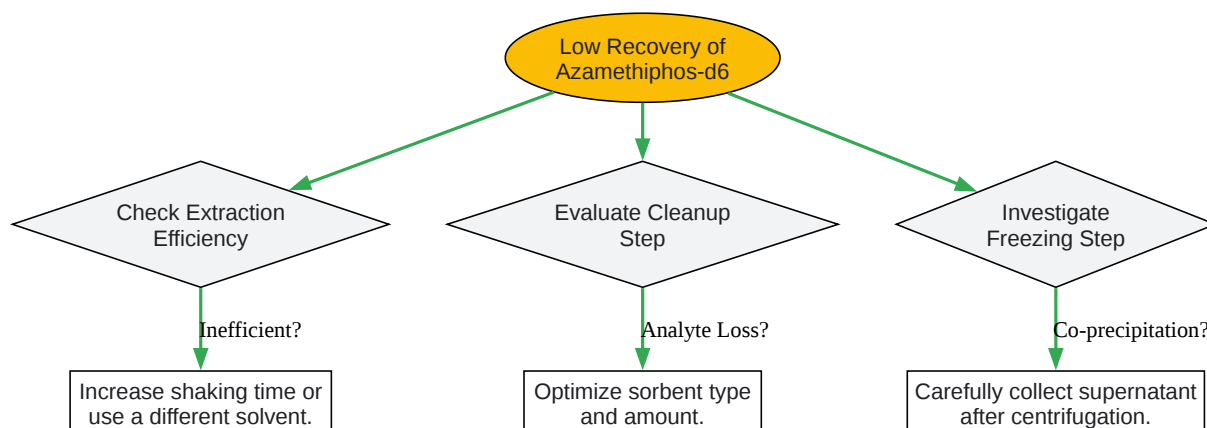 Low Recovery of
Azamethiphos-d6
Check Extraction
Efficiency
Evaluate Cleanup
Step
Investigate
Freezing Step
Inefficient?
Analyte Loss?
Co-precipitation?
Increase shaking time or
use a different solvent.
Optimize sorbent type
and amount.
Carefully collect supernatant
after centrifugation.